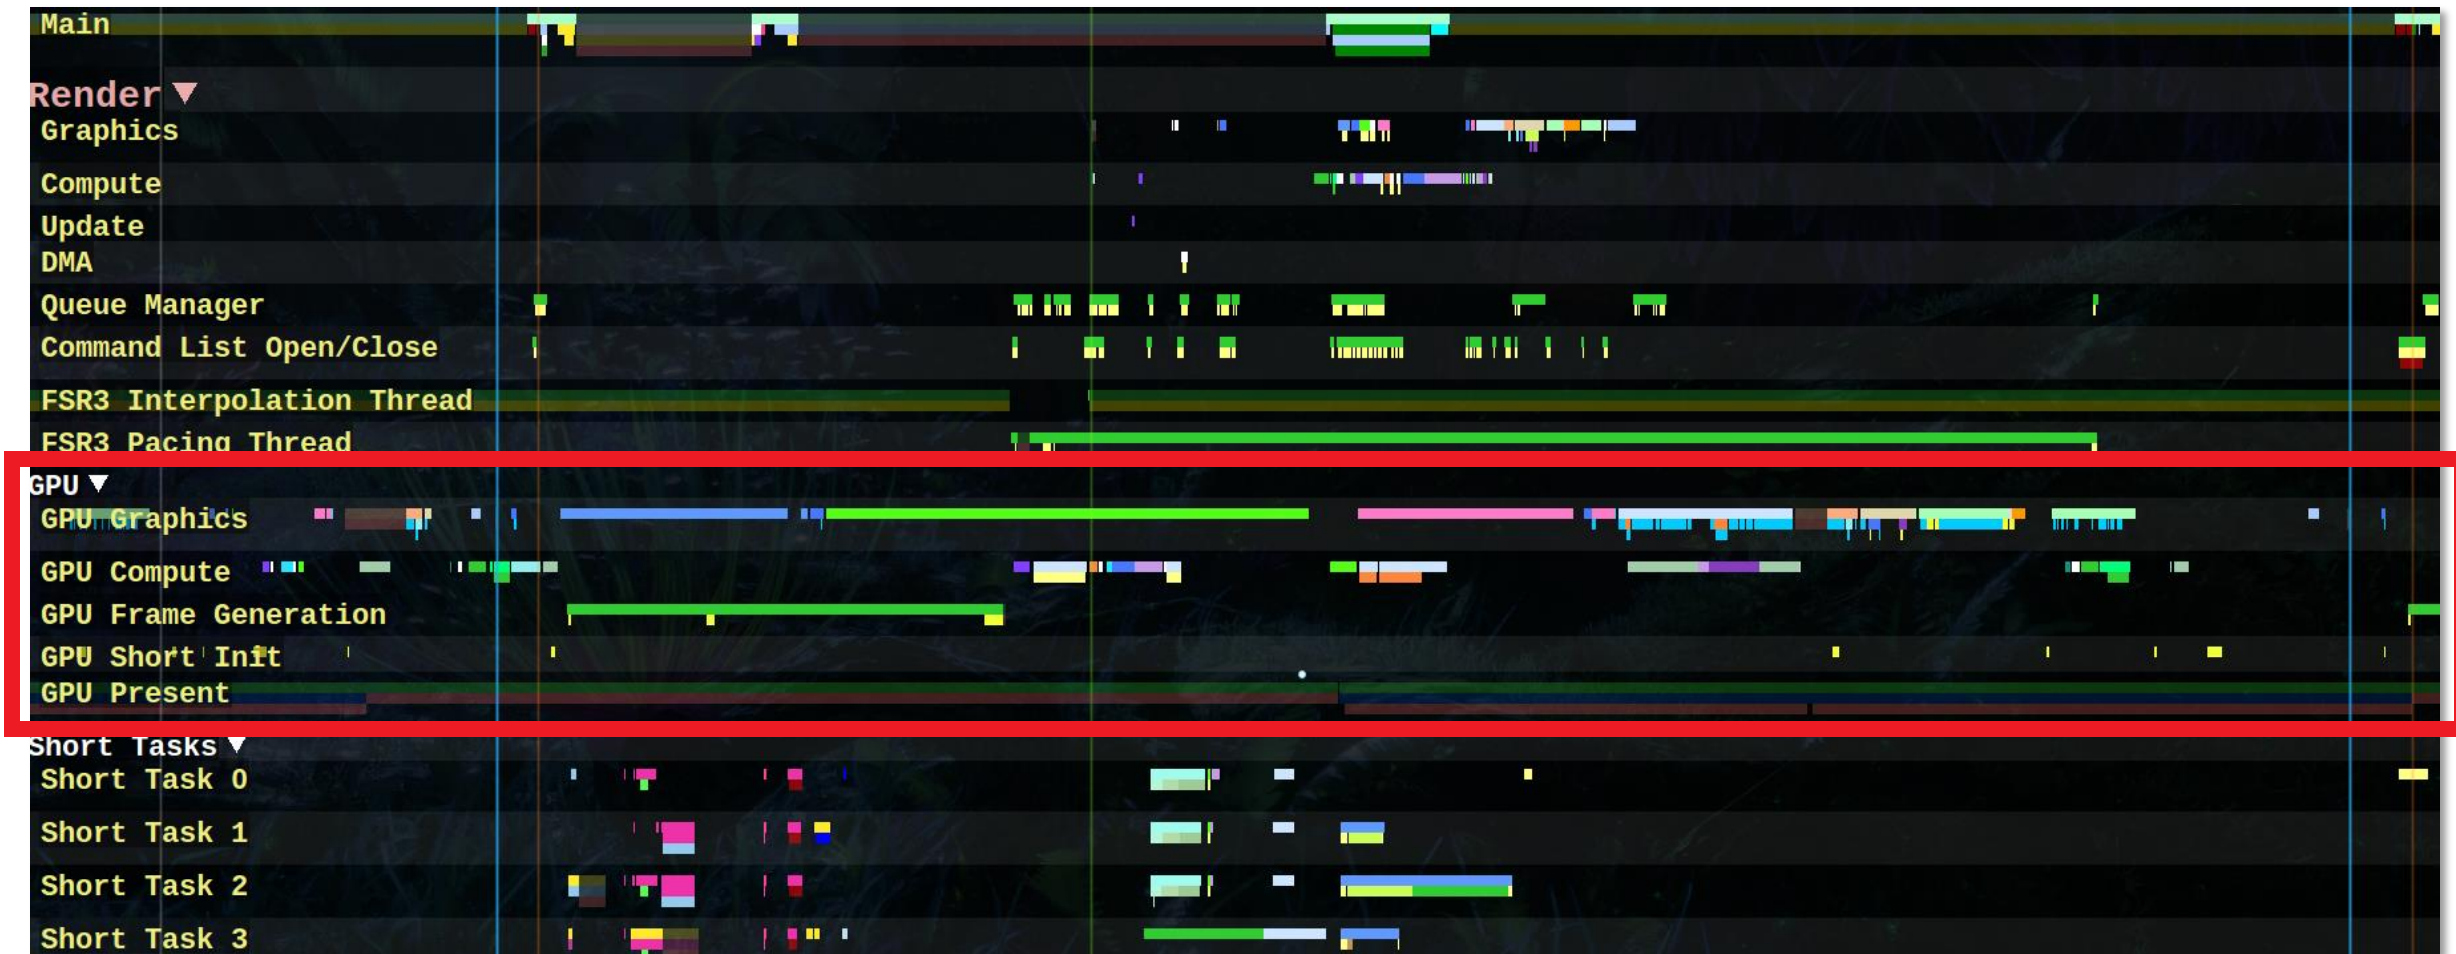 Main
Render
Graphics
Compute
Update
DMA
Queue Manager
Command List Open/Close
FSR3 Interpolation Thread
FSR3 Pacing Thread
GPU
GPU Graphics
GPU Compute
GPU Frame Generation
GPU Short Init
GPU Present
Short Tasks
Short Task 0
Short Task 1
Short Task 2
Short Task 3